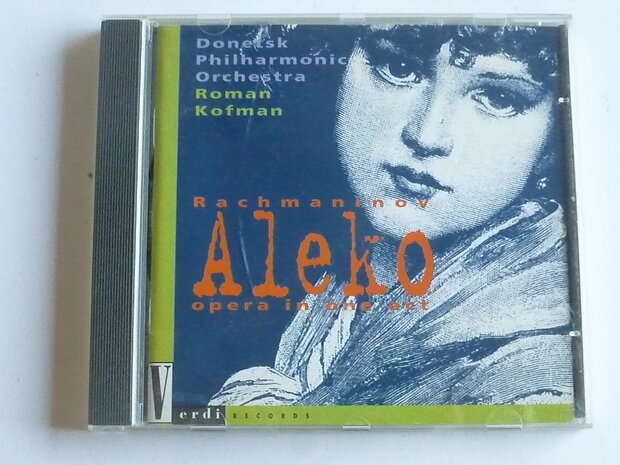 Donetsk
Philharmonic
Orchestra
Roman
Kofman
Rachmaninov
Aleko
opera in one act
Verdi RECORDS